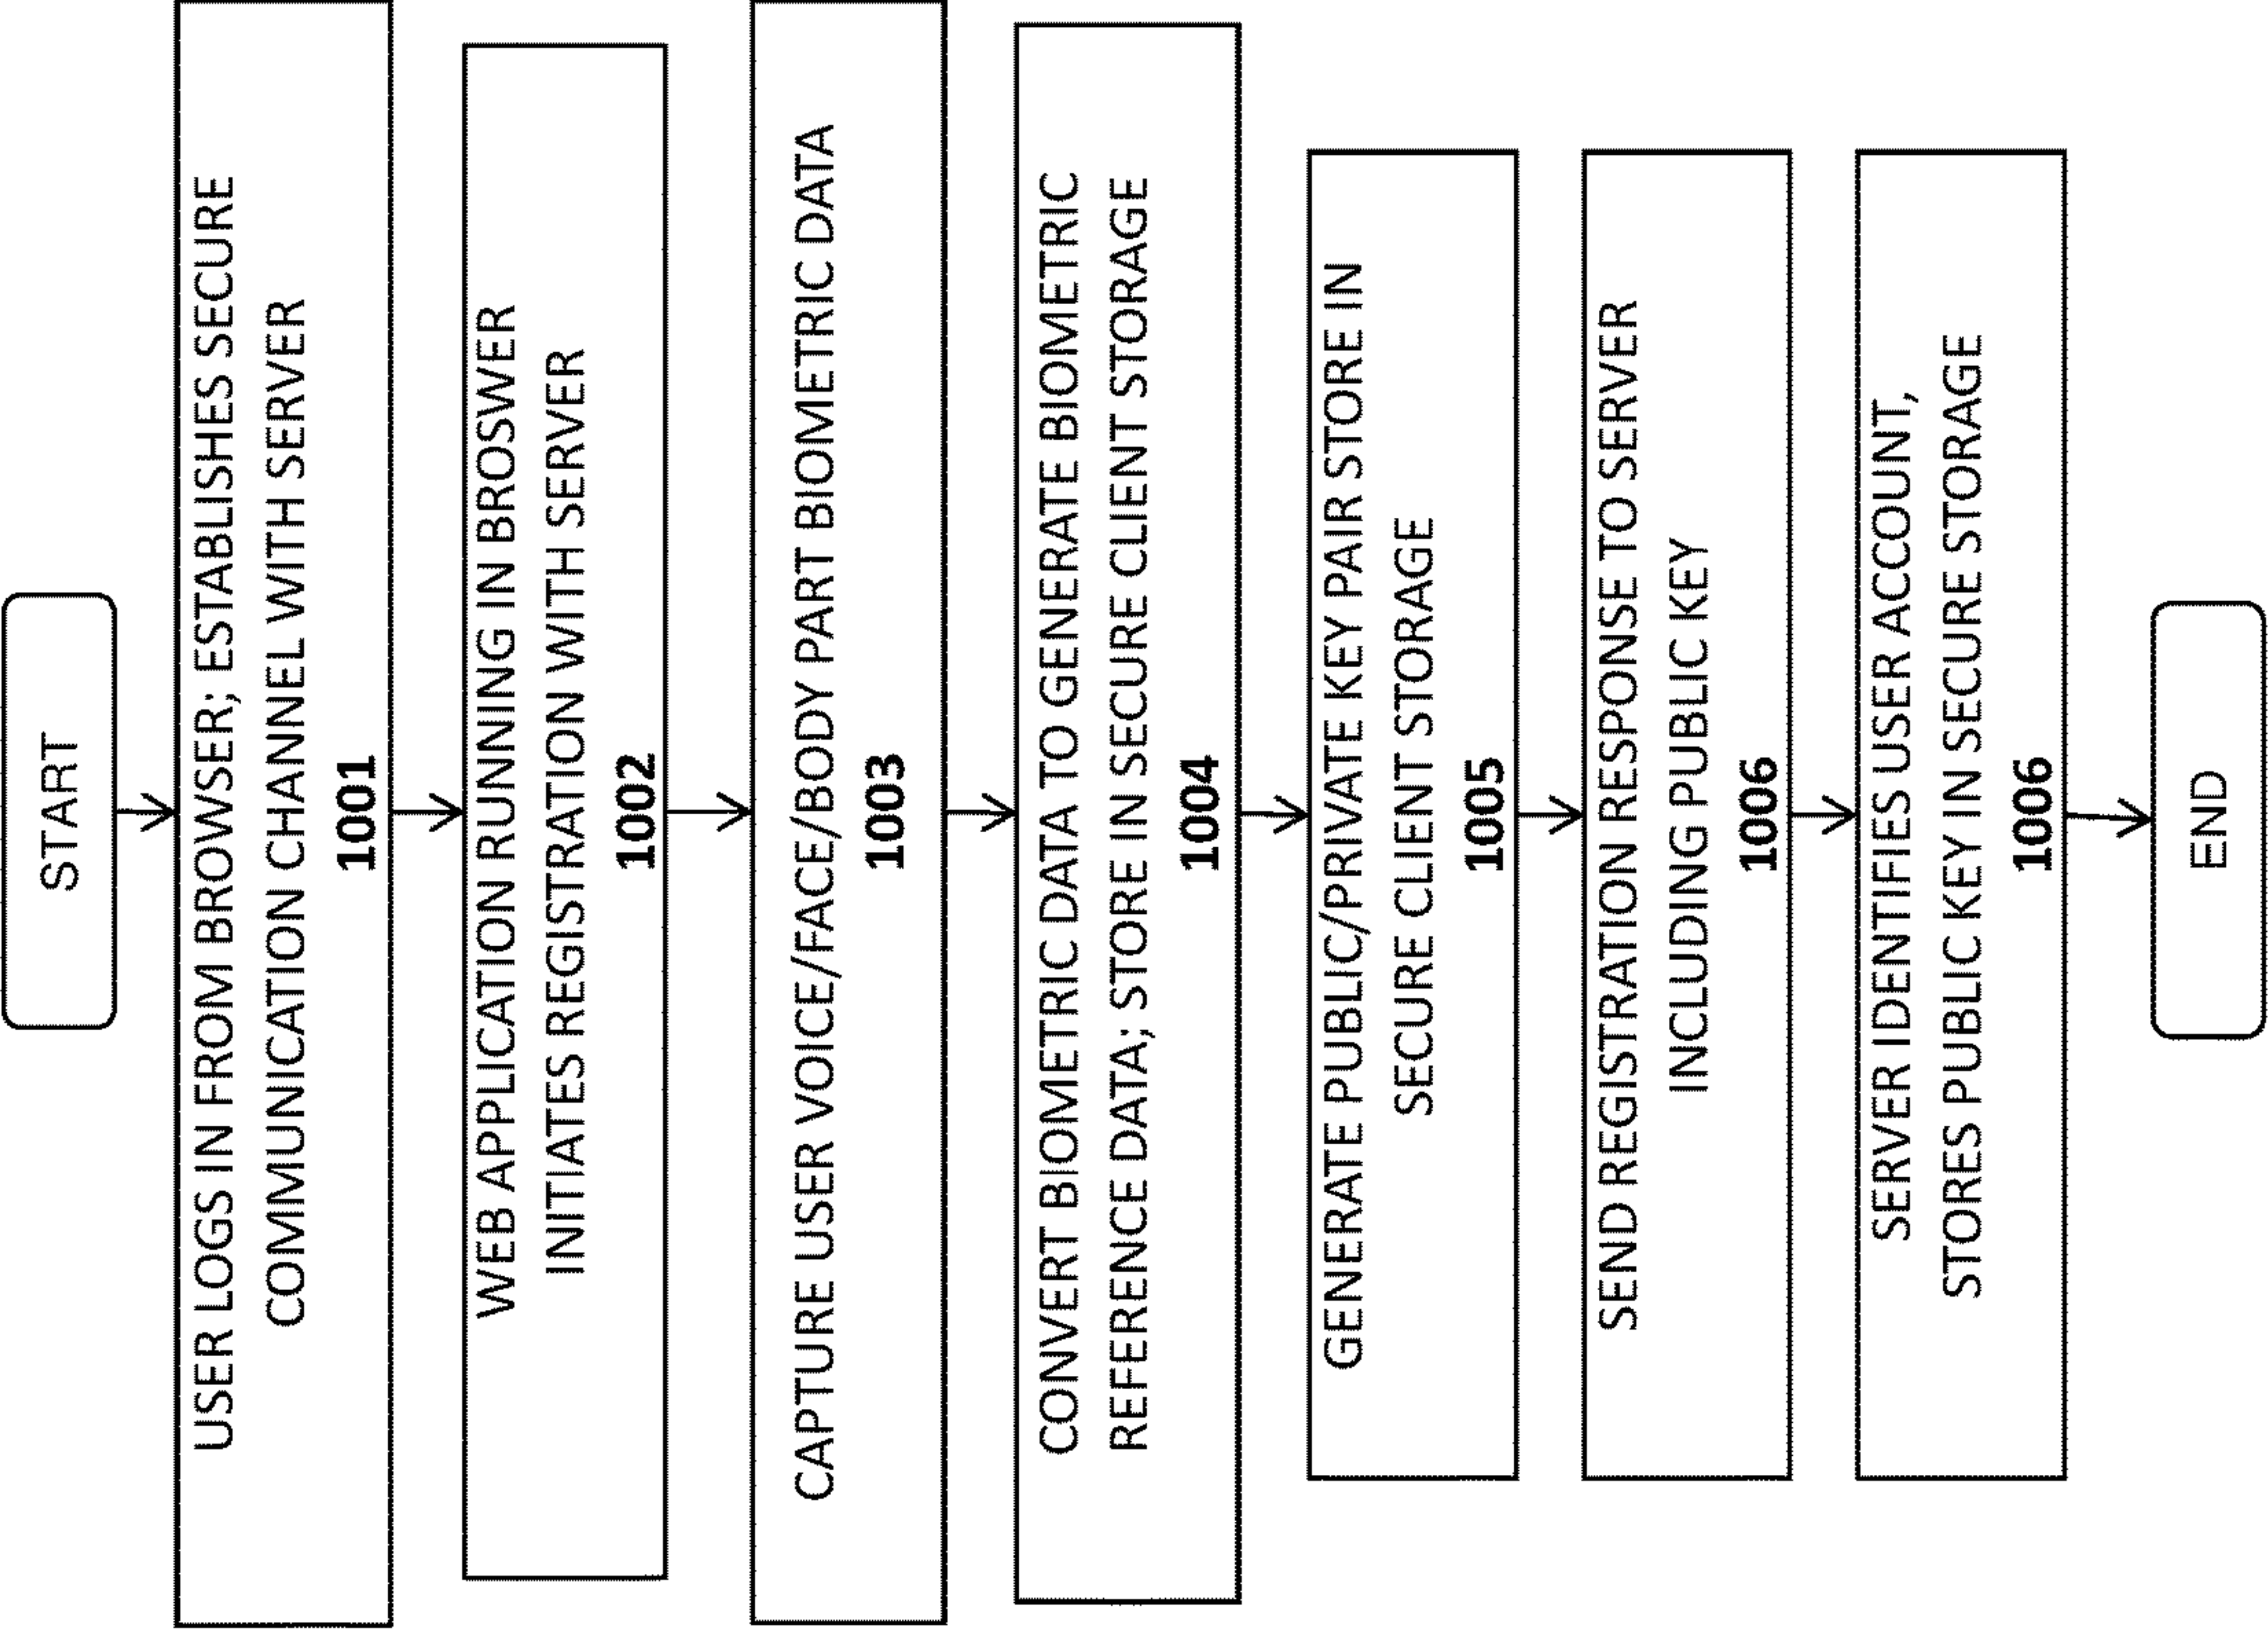 START
USER LOGS IN FROM BROWSER; ESTABLISHES SECURE
COMMUNICATION CHANNEL WITH SERVER
1001
WEB APPLICATION RUNNING IN BROSWER
INITIATES REGISTRATION WITH SERVER
1002
CAPTURE USER VOICE/FACE/BODY PART BIOMETRIC DATA
1003
CONVERT BIOMETRIC DATA TO GENERATE BIOMETRIC
REFERENCE DATA; STORE IN SECURE CLIENT STORAGE
1004
GENERATE PUBLIC/PRIVATE KEY PAIR STORE IN
SECURE CLIENT STORAGE
1005
SEND REGISTRATION RESPONSE TO SERVER
INCLUDING PUBLIC KEY
1006
SERVER IDENTIFIES USER ACCOUNT,
STORES PUBLIC KEY IN SECURE STORAGE
1006
END